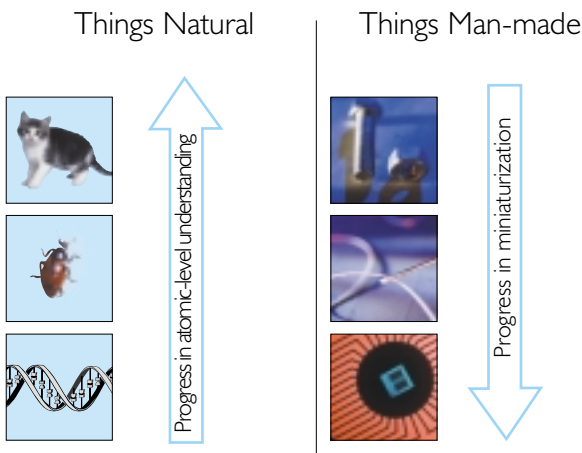 Things Natural
Things Man-made
Progress in atomic-level understanding
Progress in miniaturization